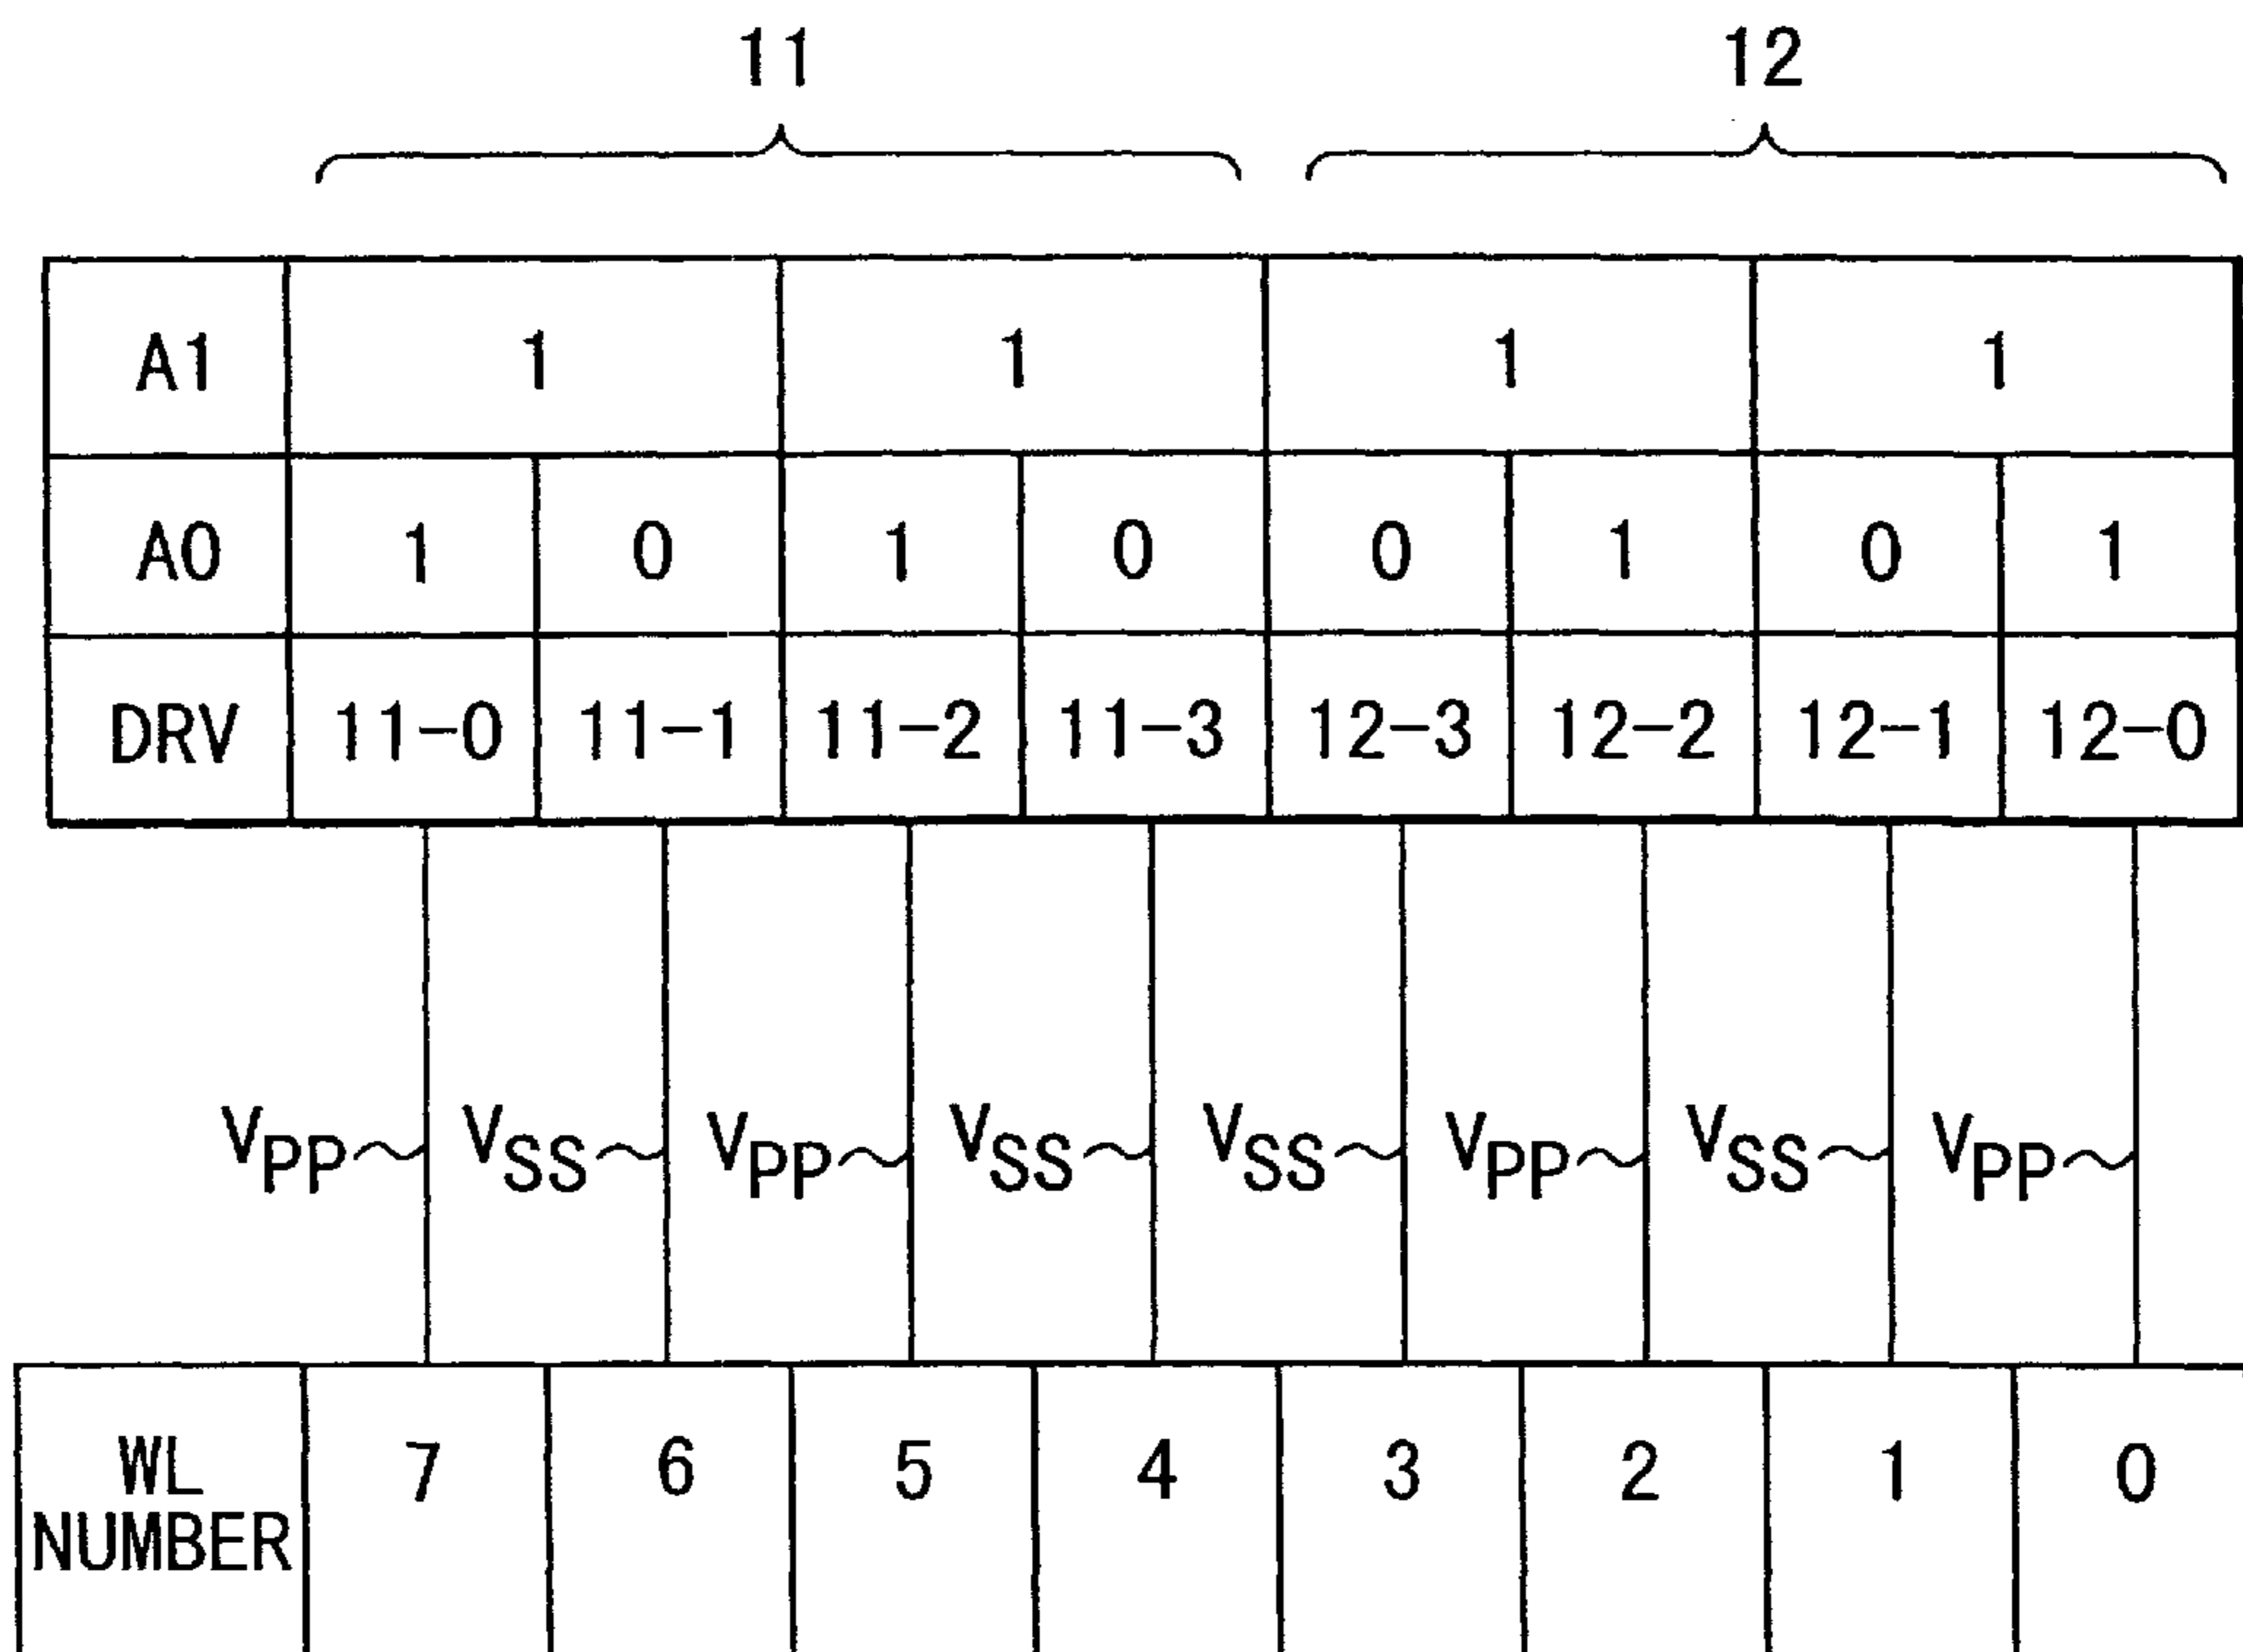 11 12
A1 1 1 1 1
A0 1 0 1 0 0 1 0 1
DRV 11-0 11-1 11-2 11-3 12-3 12-2 12-1 12-0
VPP VSS VPP VSS VSS VPP VSS VPP
WL 7 6 5 4 3 2 1 0
NUMBER